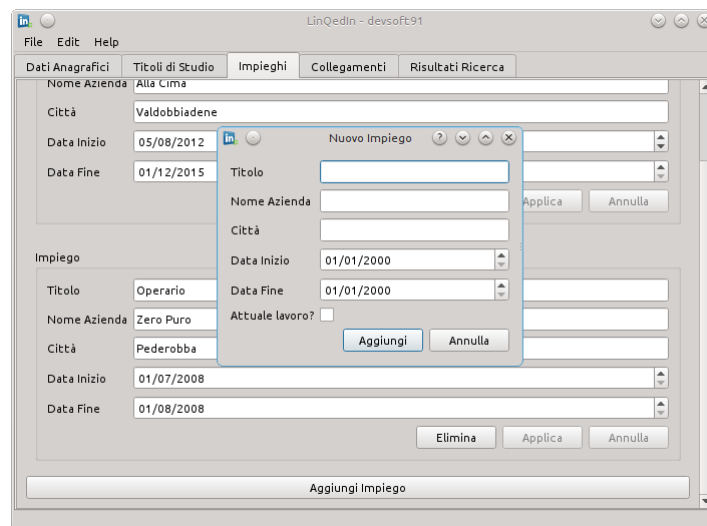 LinQedIn - devsoft91
File Edit Help
Dati Anagrafici Titoli di Studio Impieghi Collegamenti Risultati Ricerca
Nome Azienda Alla Cima
Città Valdobbiadene
Data Inizio 05/08/2012
Data Fine 01/12/2015
Applica Annulla
Nuovo Impiego
Titolo
Nome Azienda
Città
Data Inizio 01/01/2000
Data Fine 01/01/2000
Attuale lavoro?
Aggiungi Annulla
Impiego
Titolo Operario
Nome Azienda Zero Puro
Città Pederobba
Data Inizio 01/07/2008
Data Fine 01/08/2008
Elimina Applica Annulla
Aggiungi Impiego